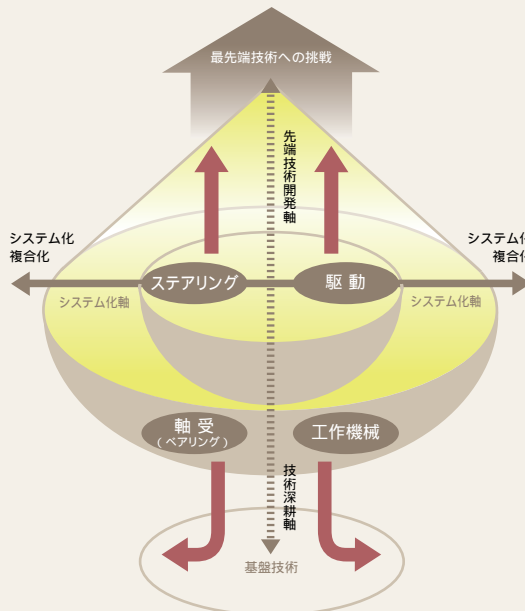 最先端技術への挑戦
先端技術開発軸
システム化
複合化
システム化
複合化
ステアリング
駆動
システム化軸
システム化軸
軸受
(ベアリング)
工作機械
技術深耕軸
基盤技術